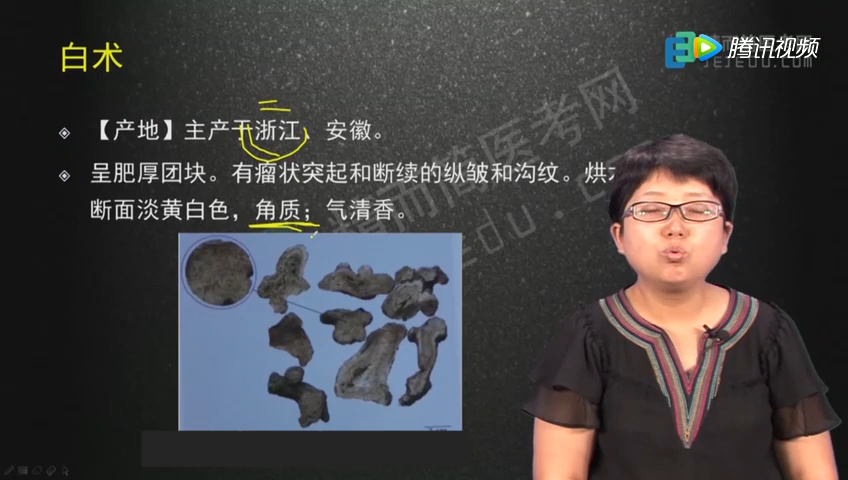 白术
腾讯视频
JEJEDU.COM
【产地】主产于浙江、安徽。
呈肥厚团块。有瘤状突起和断续的纵皱和沟纹。烘
断面淡黄白色，角质；气清香。